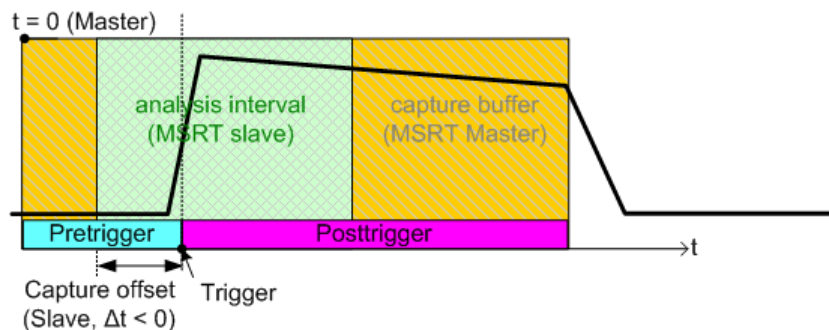 t = 0 (Master)
analysis interval
(MSRT slave)
capture buffer
(MSRT Master)
Pretrigger
Posttrigger
t
Capture offset
(Slave, Δt < 0)
Trigger